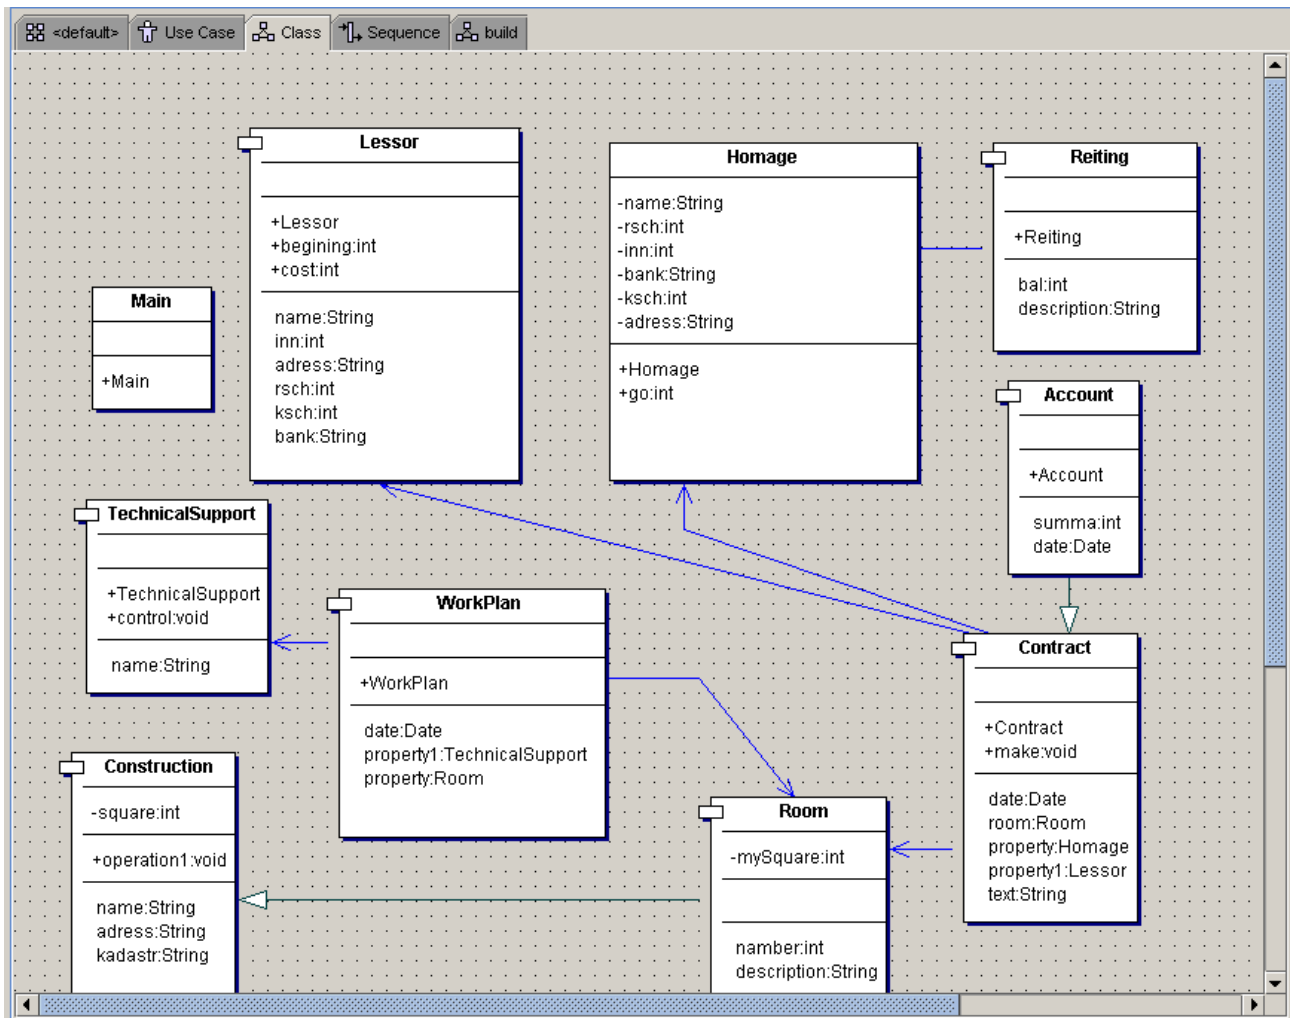 <default> Use Case Class Sequence build
Lessor
+Lessor
+begining:int
+cost:int
name:String
inn:int
adress:String
rsch:int
ksch:int
bank:String
Homage
-name:String
-rsch:int
-inn:int
-bank:String
-ksch:int
-adress:String
+Homage
+go:int
Reiting
+Reiting
bal:int
description:String
Main
+Main
Account
+Account
summa:int
date:Date
TechnicalSupport
+TechnicalSupport
+control:void
name:String
WorkPlan
+WorkPlan
date:Date
property1:TechnicalSupport
property:Room
Contract
+Contract
+make:void
date:Date
room:Room
property:Homage
property1:Lessor
text:String
Construction
-square:int
+operation1:void
name:String
adress:String
kadastr:String
Room
-mySquare:int
namber:int
description:String